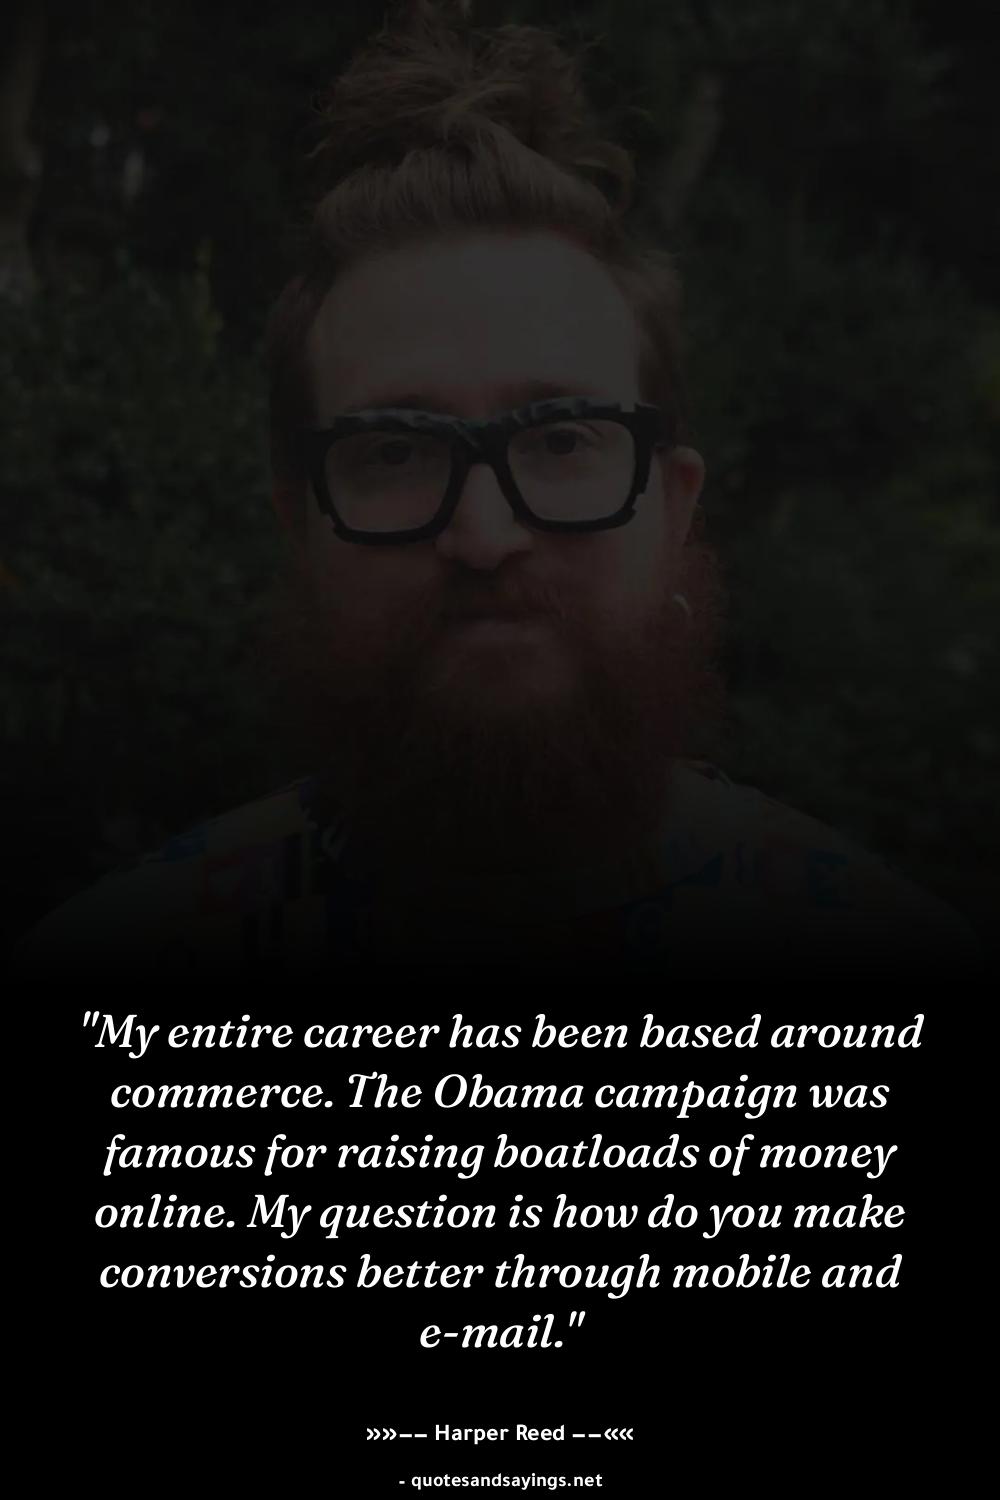 "My entire career has been based around
commerce. The Obama campaign was
famous for raising boatloads of money
online. My question is how do you make
conversions better through mobile and
e-mail."
»»–– Harper Reed ––««
- quotesandsayings.net